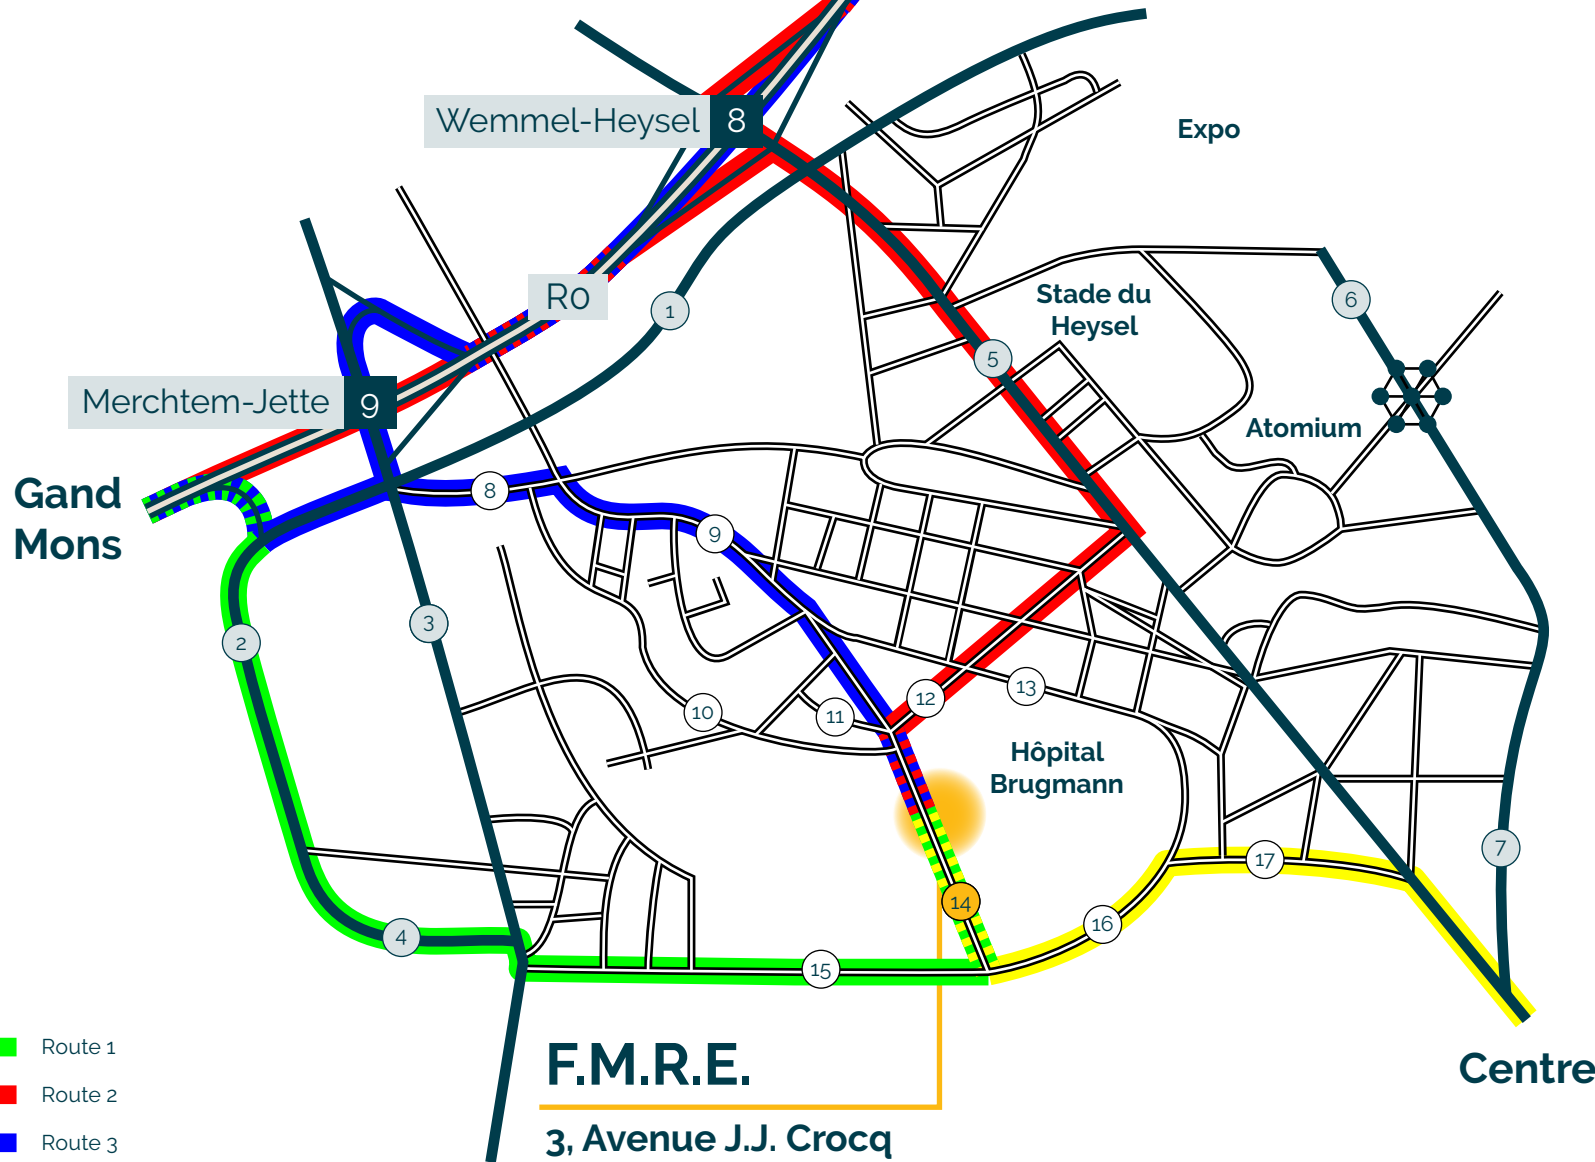 Wemmel-Heysel 8
Expo
R0
1
6
Stade du
Heysel
5
Merchtem-Jette 9
Atomium
Gand
Mons
8
9
2
3
13
12
10
11
Hôpital
Brugmann
7
17
14
16
4
15
Route 1
F.M.R.E.
Centre
Route 2
Route 3
3, Avenue J.J. Crocq